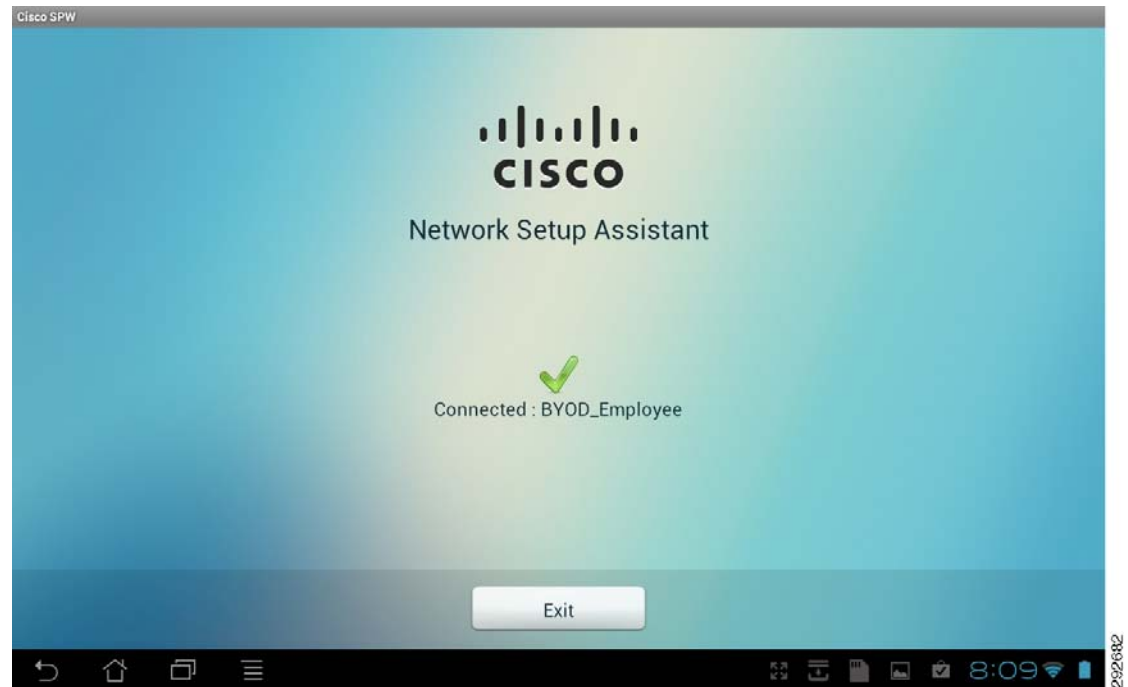 Cisco SPW
CISCO
Network Setup Assistant
Connected : BYOD_Employee
Exit
8:09
292682